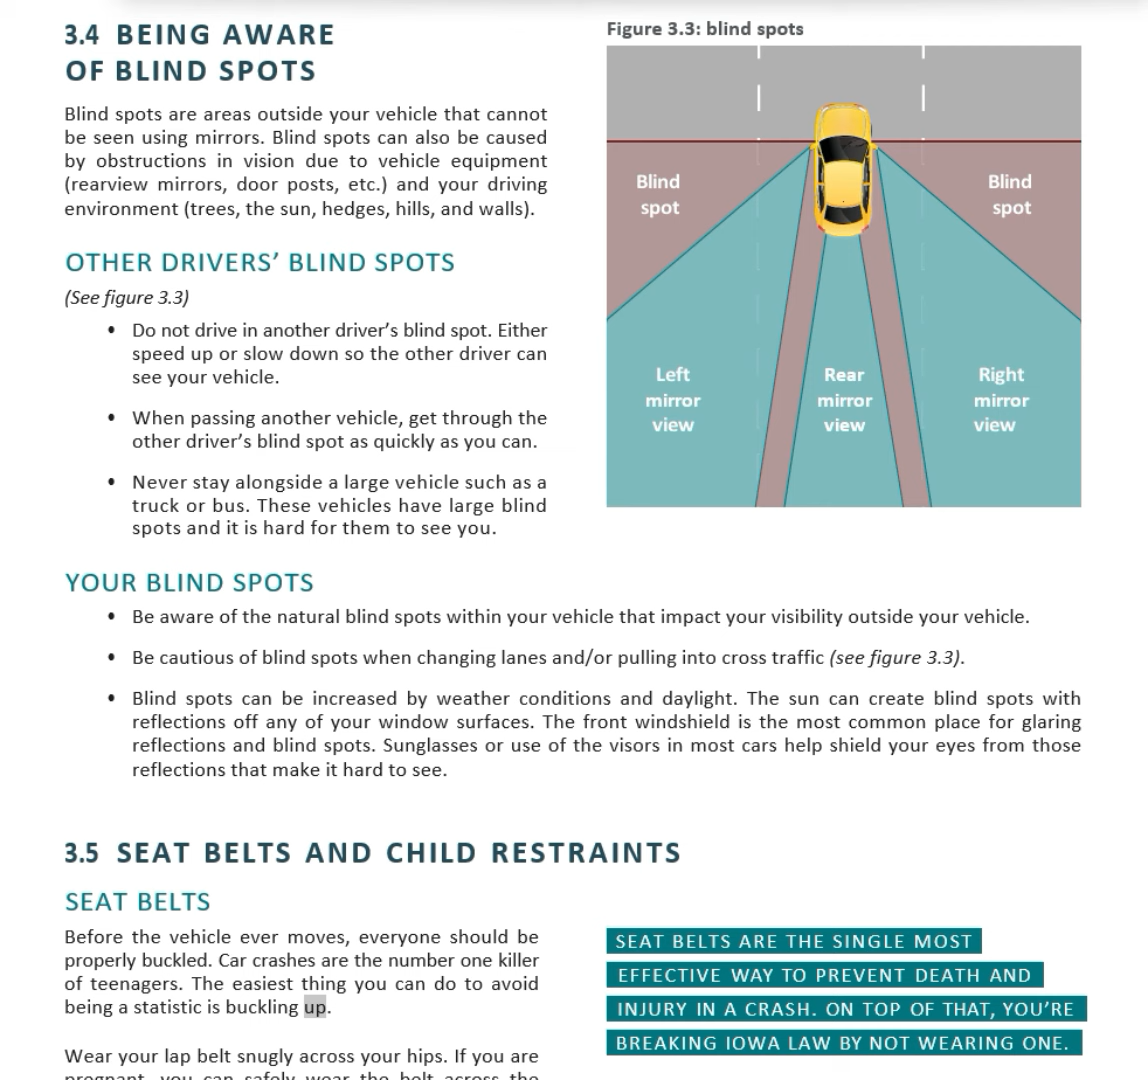 3.4 BEING AWARE
OF BLIND SPOTS
Blind spots are areas outside your vehicle that cannot
be seen using mirrors. Blind spots can also be caused
by obstructions in vision due to vehicle equipment
(rearview mirrors, door posts, etc.) and your driving
environment (trees, the sun, hedges, hills, and walls).
OTHER DRIVERS’ BLIND SPOTS
(See figure 3.3)
• Do not drive in another driver’s blind spot. Either
speed up or slow down so the other driver can
see your vehicle.
• When passing another vehicle, get through the
other driver’s blind spot as quickly as you can.
• Never stay alongside a large vehicle such as a
truck or bus. These vehicles have large blind
spots and it is hard for them to see you.
Figure 3.3: blind spots
Blind
spot
Blind
spot
Left
mirror
view
Rear
mirror
view
Right
mirror
view
YOUR BLIND SPOTS
• Be aware of the natural blind spots within your vehicle that impact your visibility outside your vehicle.
• Be cautious of blind spots when changing lanes and/or pulling into cross traffic (see figure 3.3).
• Blind spots can be increased by weather conditions and daylight. The sun can create blind spots with
reflections off any of your window surfaces. The front windshield is the most common place for glaring
reflections and blind spots. Sunglasses or use of the visors in most cars help shield your eyes from those
reflections that make it hard to see.
3.5 SEAT BELTS AND CHILD RESTRAINTS
SEAT BELTS
Before the vehicle ever moves, everyone should be
properly buckled. Car crashes are the number one killer
of teenagers. The easiest thing you can do to avoid
being a statistic is buckling up.
Wear your lap belt snugly across your hips. If you are
pregnant, you can safely wear the belt across the
SEAT BELTS ARE THE SINGLE MOST
EFFECTIVE WAY TO PREVENT DEATH AND
INJURY IN A CRASH. ON TOP OF THAT, YOU’RE
BREAKING IOWA LAW BY NOT WEARING ONE.